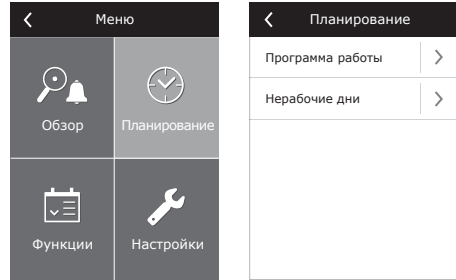 Меню
Обзор
Планирование
Функции
Настройки
Планирование
Программа работы
Нерабочие дни